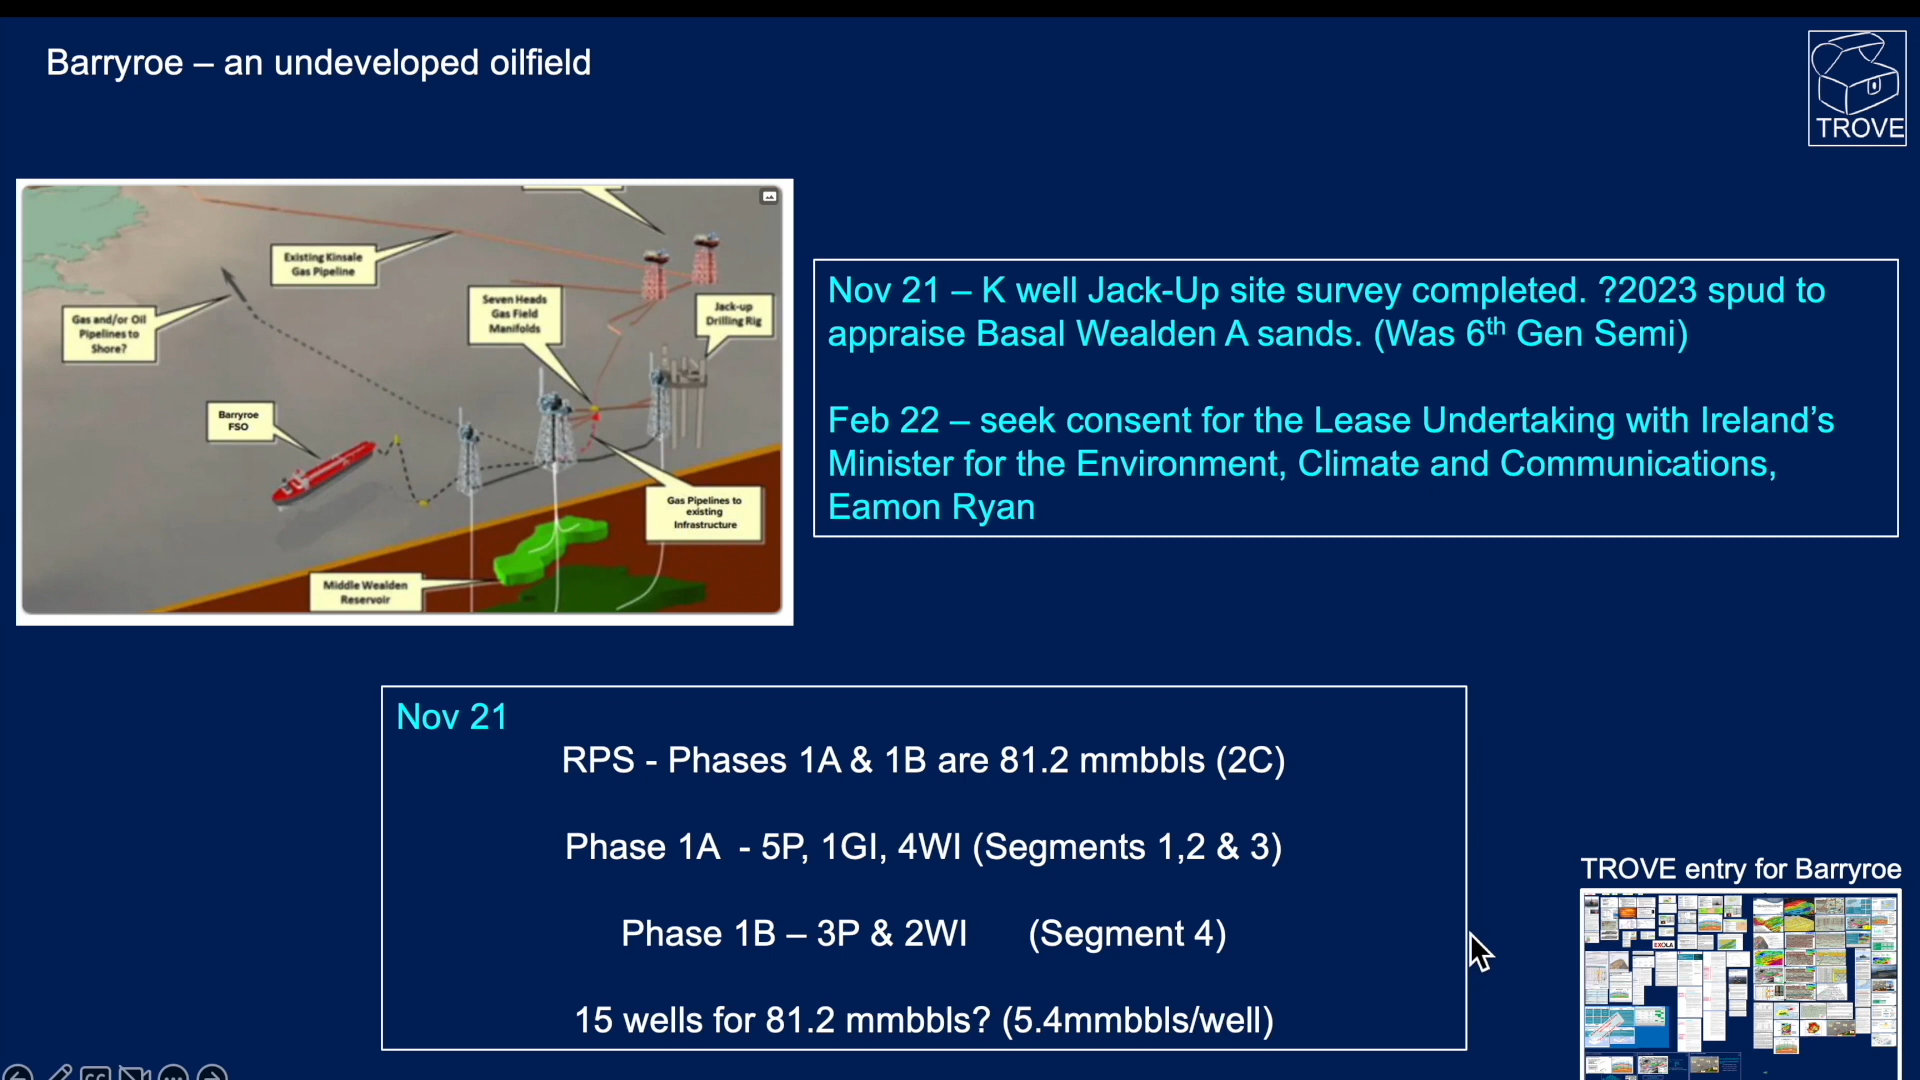 Barryroe – an undeveloped oilfield
TROVE
Existing Kinsale
Gas Pipeline
Gas and/or Oil
Pipelines to
Shore?
Seven Heads
Gas Field
Manifolds
Jack-up
Drilling Rig
Barryroe
FSO
Gas Pipelines to
existing
Infrastructure
Middle Wealden
Reservoir
Nov 21 – K well Jack-Up site survey completed. ?2023 spud to
appraise Basal Wealden A sands. (Was 6th Gen Semi)
Feb 22 – seek consent for the Lease Undertaking with Ireland’s
Minister for the Environment, Climate and Communications,
Eamon Ryan
Nov 21
RPS - Phases 1A & 1B are 81.2 mmbbls (2C)
Phase 1A - 5P, 1GI, 4WI (Segments 1,2 & 3)
Phase 1B – 3P & 2WI (Segment 4)
15 wells for 81.2 mmbbls? (5.4mmbbls/well)
TROVE entry for Barryroe
EXOLA